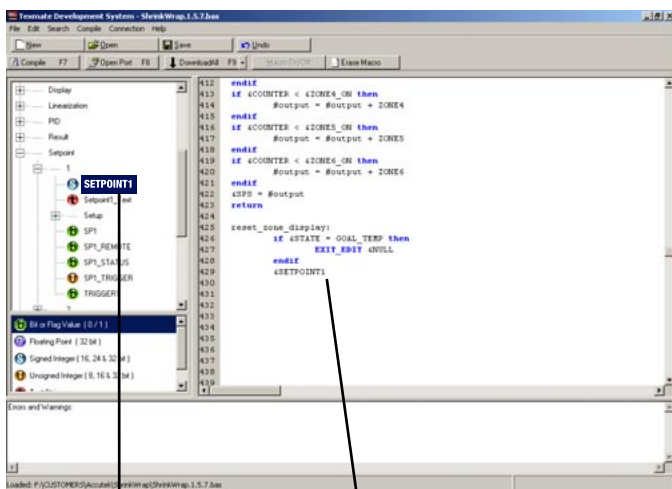 Texmate Development System - ShrinkWrap.1.5.7.bas
File Edit Search Compile Connection Help
New Open Save Undo
Compile F7 Open Port F8 Download/All F9 Macro On/Off Erase Macro
Display
Linearization
PID
Result
Setpoint
1
SETPOINT1
Setpoint1_Text
Setup
SP1
SP1_REMOTE
SP1_STATUS
SP1_TRIGGER
TRIGGER1
2
Bit or Flag Value ( 0 / 1 )
Floating Point ( 32 bit )
Signed Integer ( 16, 24 & 32 bit )
Unsigned Integer ( 8, 16 & 32 bit )
412 endif
413 if &COUNTER < &ZONE4_ON then
414 #output = #output + ZONE4
415 endif
416 if &COUNTER < &ZONE5_ON then
417 #output = #output + ZONE5
418 endif
419 if &COUNTER < &ZONE6_ON then
420 #output = #output + ZONE6
421 endif
422 &SPS = #output
423 return
424
425 reset_zone_display:
426 if &STATE = GOAL_TEMP then
427 EXIT_EDIT &NULL
428 endif
429 &SETPOINT1
430
431
432
433
434
435
436
437
438
439
Errors and Warnings:
Loaded: F:\CUSTOMERS\Accutek\ShrinkWrap\ShrinkWrap.1.5.7.bas